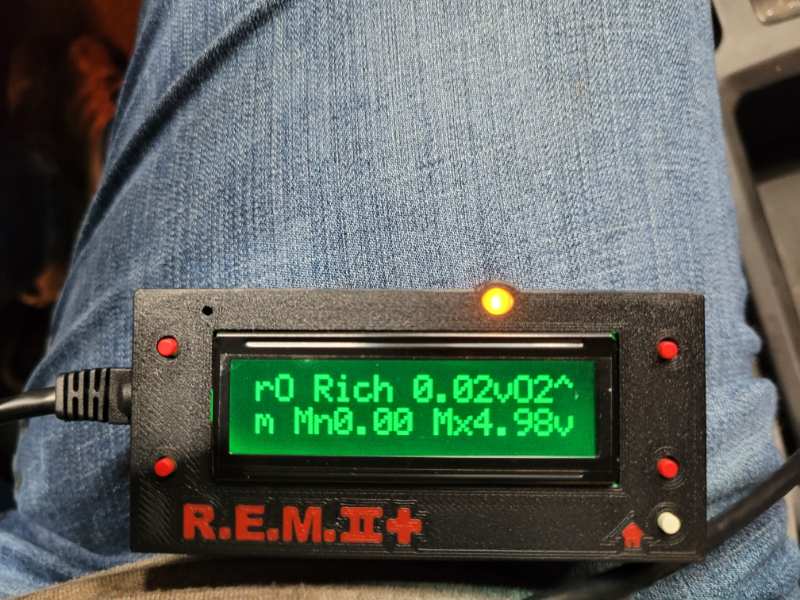 rO Rich 0.02vO2^
m Mn0.00 Mx4.98v
R.E.M.II+